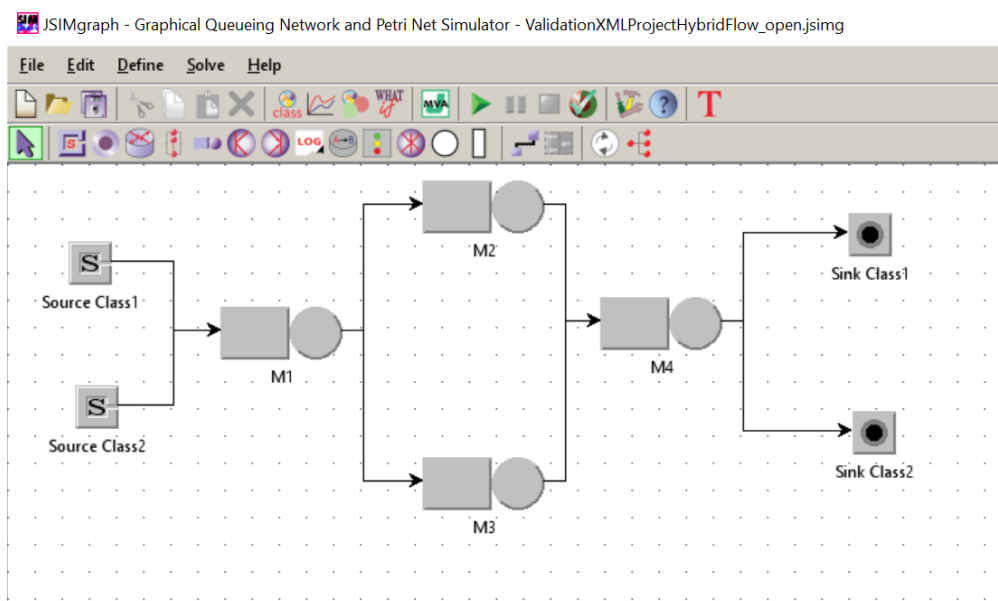 JSIMgraph - Graphical Queueing Network and Petri Net Simulator - ValidationXMLProjectHybridFlow_open.jsimg
File Edit Define Solve Help
class WHAT if MVA T
S LOG A→B
S
Source Class1
M1
S
Source Class2
M2
M3
M4
Sink Class1
Sink Class2